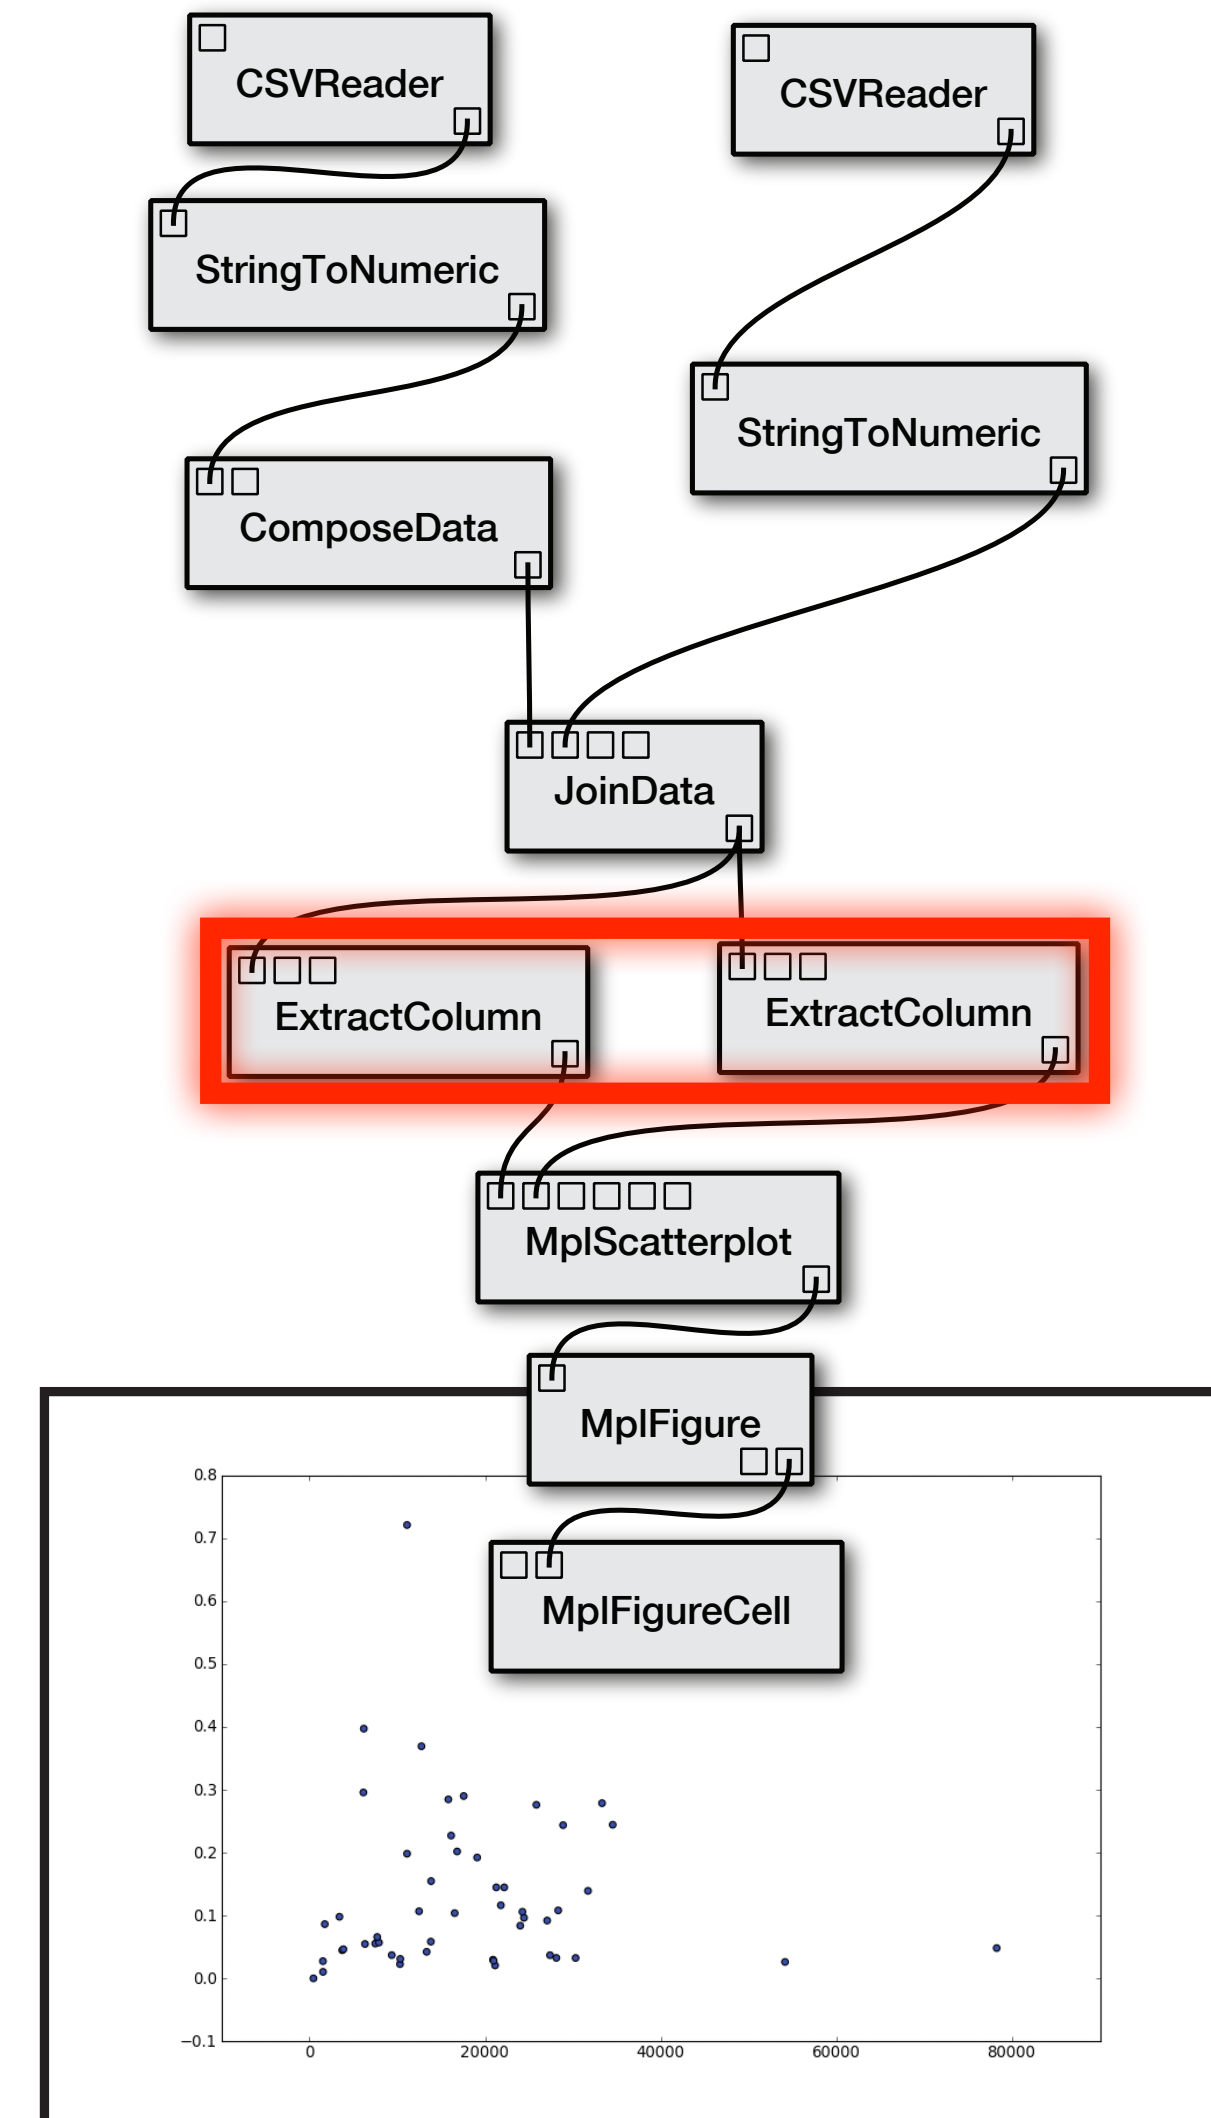 CSVReader
CSVReader
StringToNumeric
StringToNumeric
ComposeData
JoinData
ExtractColumn
ExtractColumn
MplScatterplot
MplFigure
MplFigureCell
0.8
0.7
0.6
0.5
0.4
0.3
0.2
0.1
0.0
−0.1
0 20000 40000 60000 80000